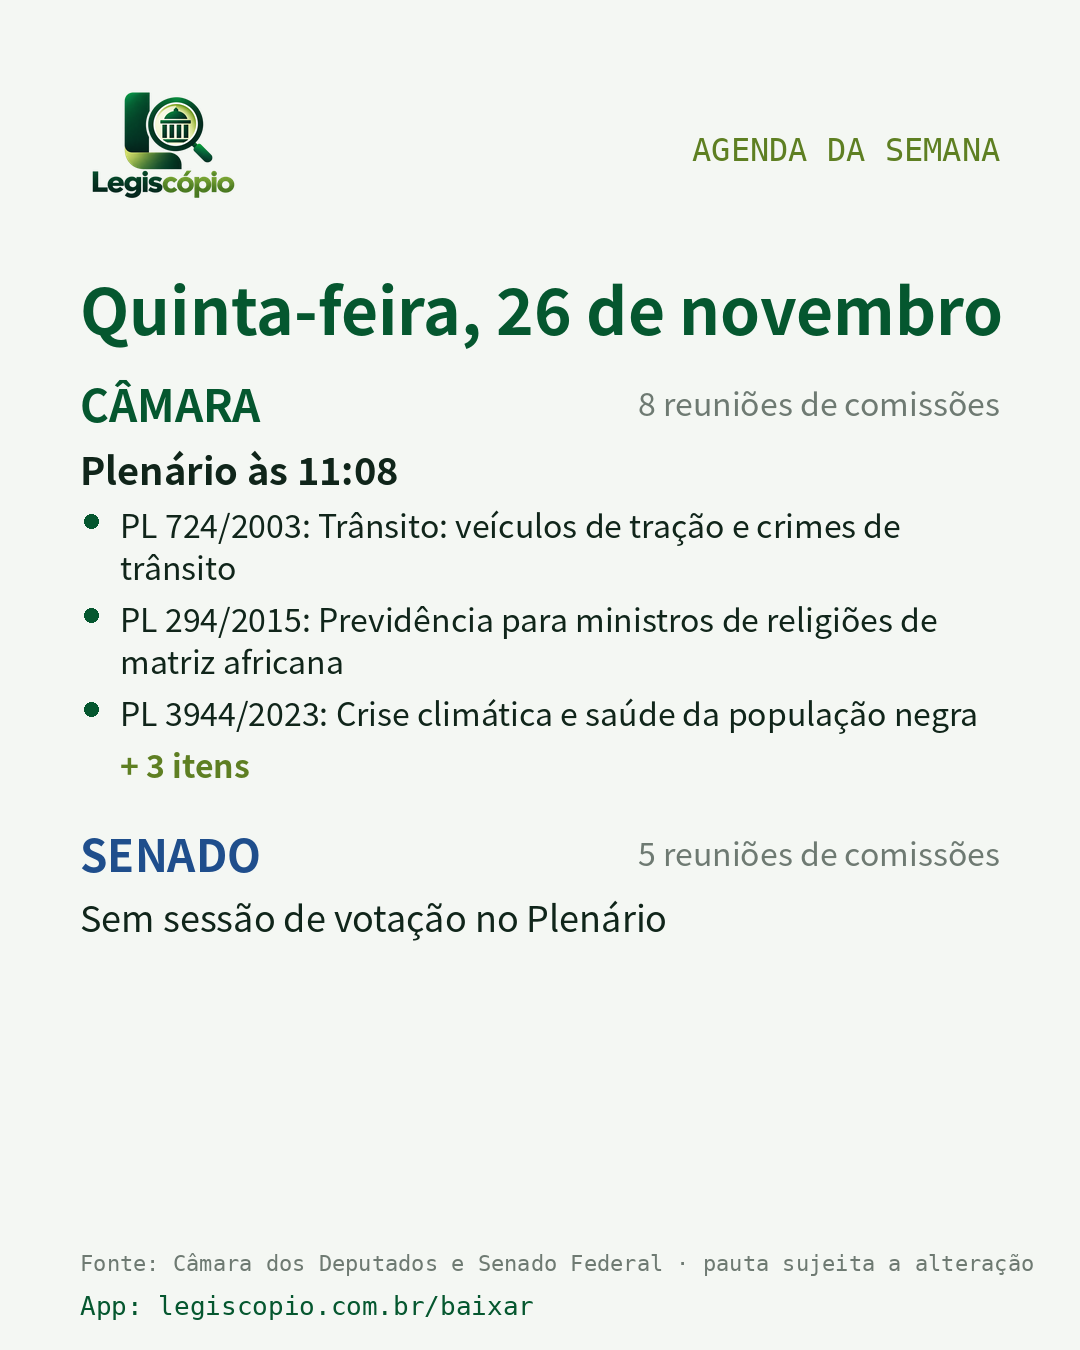 Legiscópio
AGENDA DA SEMANA
Quinta-feira, 26 de novembro
CÂMARA
8 reuniões de comissões
Plenário às 11:08
PL 724/2003: Trânsito: veículos de tração e crimes de
trânsito
PL 294/2015: Previdência para ministros de religiões de
matriz africana
PL 3944/2023: Crise climática e saúde da população negra
+ 3 itens
SENADO
5 reuniões de comissões
Sem sessão de votação no Plenário
Fonte: Câmara dos Deputados e Senado Federal · pauta sujeita a alteração
App: legiscopio.com.br/baixar